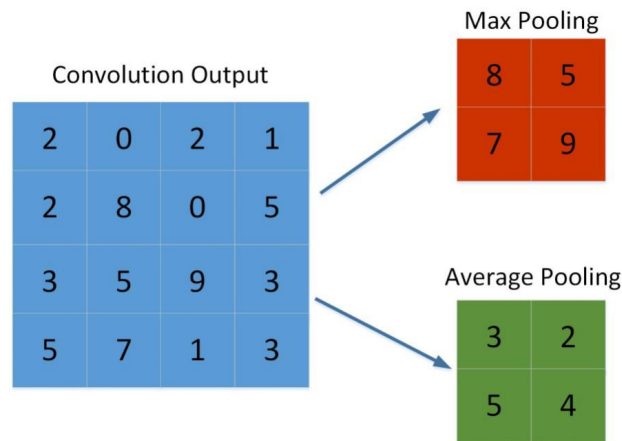 Convolution Output
2 0 2 1
2 8 0 5
3 5 9 3
5 7 1 3
Max Pooling
8 5
7 9
Average Pooling
3 2
5 4